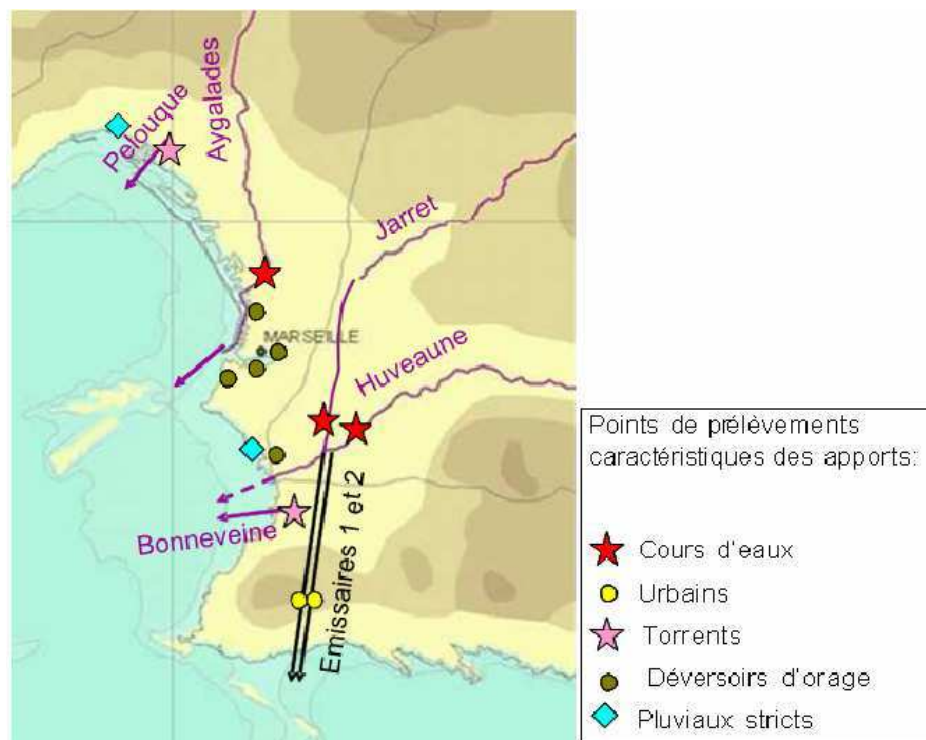 Aygalades
Pelouque
Jarret
MARSEILLE
Huveaune
Bonneveine
Emissaires 1 et 2
Points de prélèvements
caractéristiques des apports:
Cours d'eaux
Urbains
Torrents
Déversoirs d'orage
Pluviaux stricts